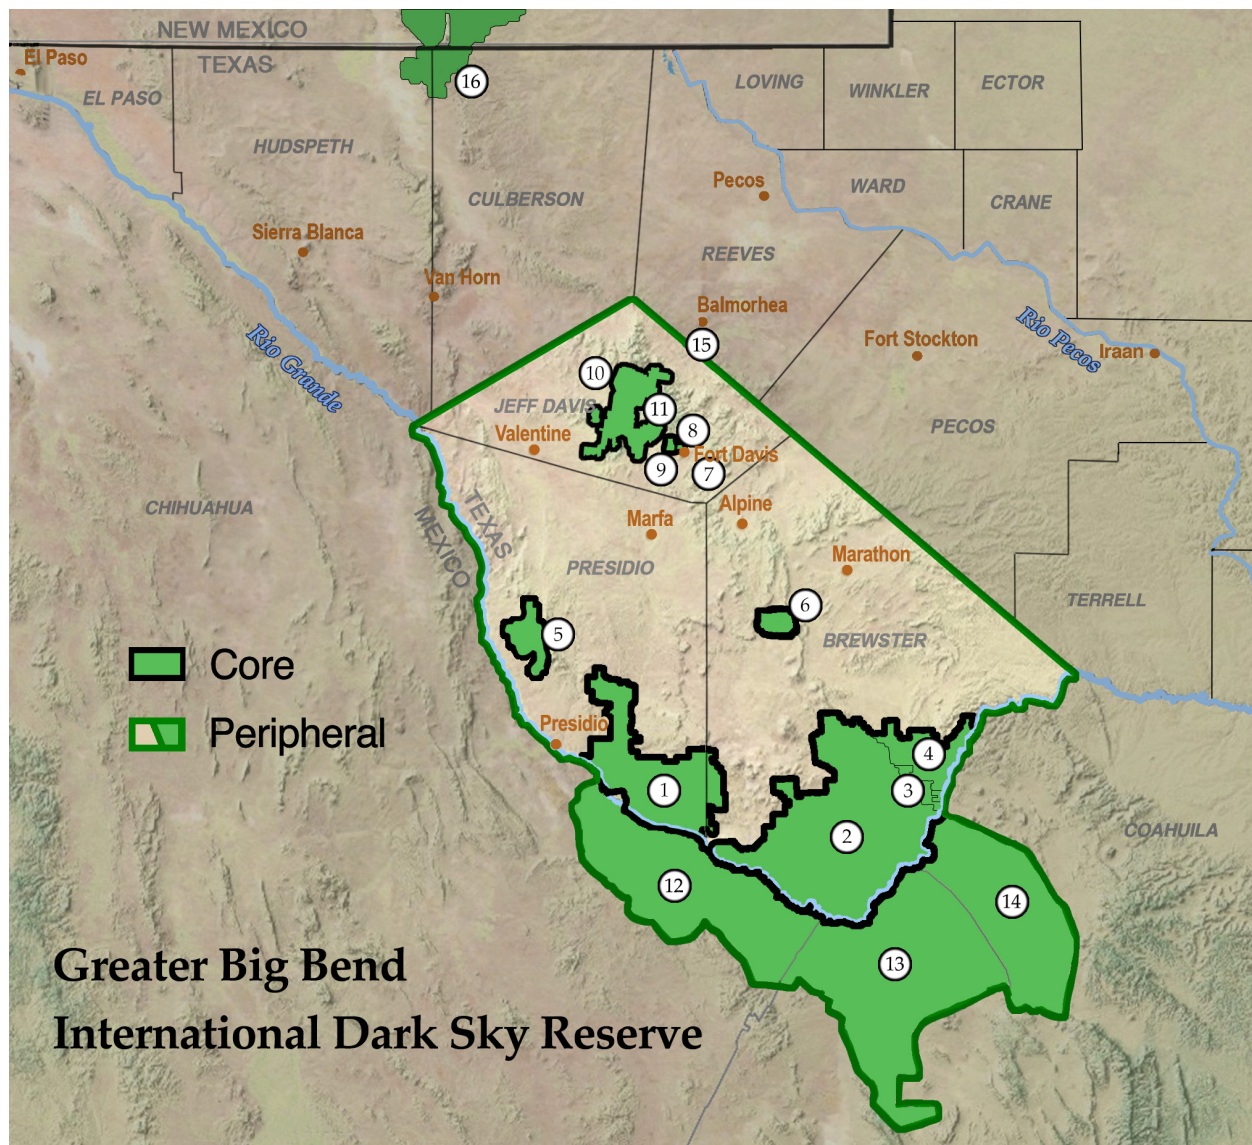 NEW MEXICO
TEXAS
El Paso
EL PASO
16
LOVING
WINKLER
ECTOR
HUDSPETH
CULBERSON
Pecos
WARD
CRANE
Sierra Blanca
REEVES
Van Horn
Rio Grande
Balmorhea
Rio Pecos
Fort Stockton
Iraan
15
10
JEFF DAVIS
11
Valentine
8
Fort Davis
9
7
PECOS
CHIHUAHUA
TEXAS
MEXICO
Marfa
Alpine
Marathon
PRESIDIO
TERRELL
6
5
BREWSTER
Core
Peripheral
Presidio
4
1
3
2
COAHUILA
12
14
13
Greater Big Bend
International Dark Sky Reserve